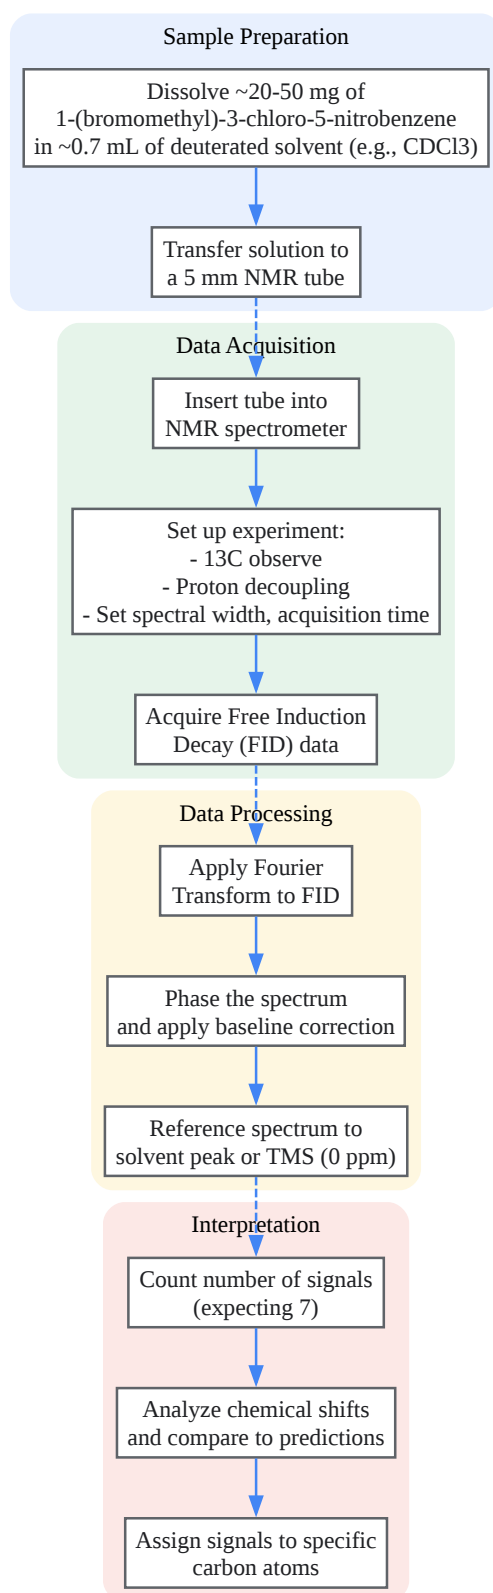 Sample Preparation
Dissolve ~20-50 mg of
1-(bromomethyl)-3-chloro-5-nitrobenzene
in ~0.7 mL of deuterated solvent (e.g., CDCl3)
Transfer solution to
a 5 mm NMR tube
Data Acquisition
Insert tube into
NMR spectrometer
Set up experiment:
- 13C observe
- Proton decoupling
- Set spectral width, acquisition time
Acquire Free Induction
Decay (FID) data
Data Processing
Apply Fourier
Transform to FID
Phase the spectrum
and apply baseline correction
Reference spectrum to
solvent peak or TMS (0 ppm)
Interpretation
Count number of signals
(expecting 7)
Analyze chemical shifts
and compare to predictions
Assign signals to specific
carbon atoms